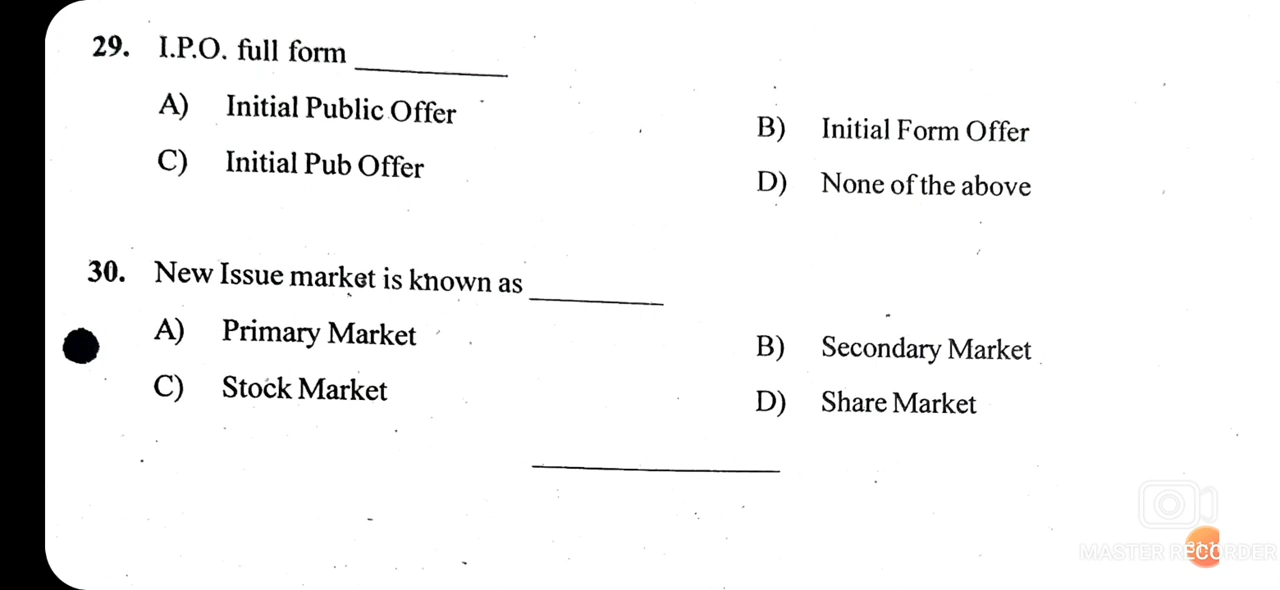 29. I.P.O. full form ________
A) Initial Public Offer
B) Initial Form Offer
C) Initial Pub Offer
D) None of the above
30. New Issue market is known as ________
A) Primary Market
B) Secondary Market
C) Stock Market
D) Share Market
MASTER RECORDER